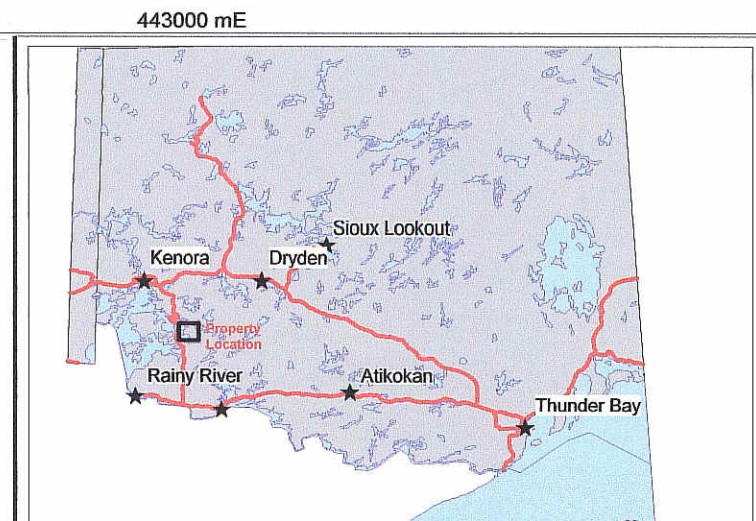 443000 mE
Sioux Lookout
Kenora
Dryden
Property
Location
Rainy River
Atikokan
Thunder Bay